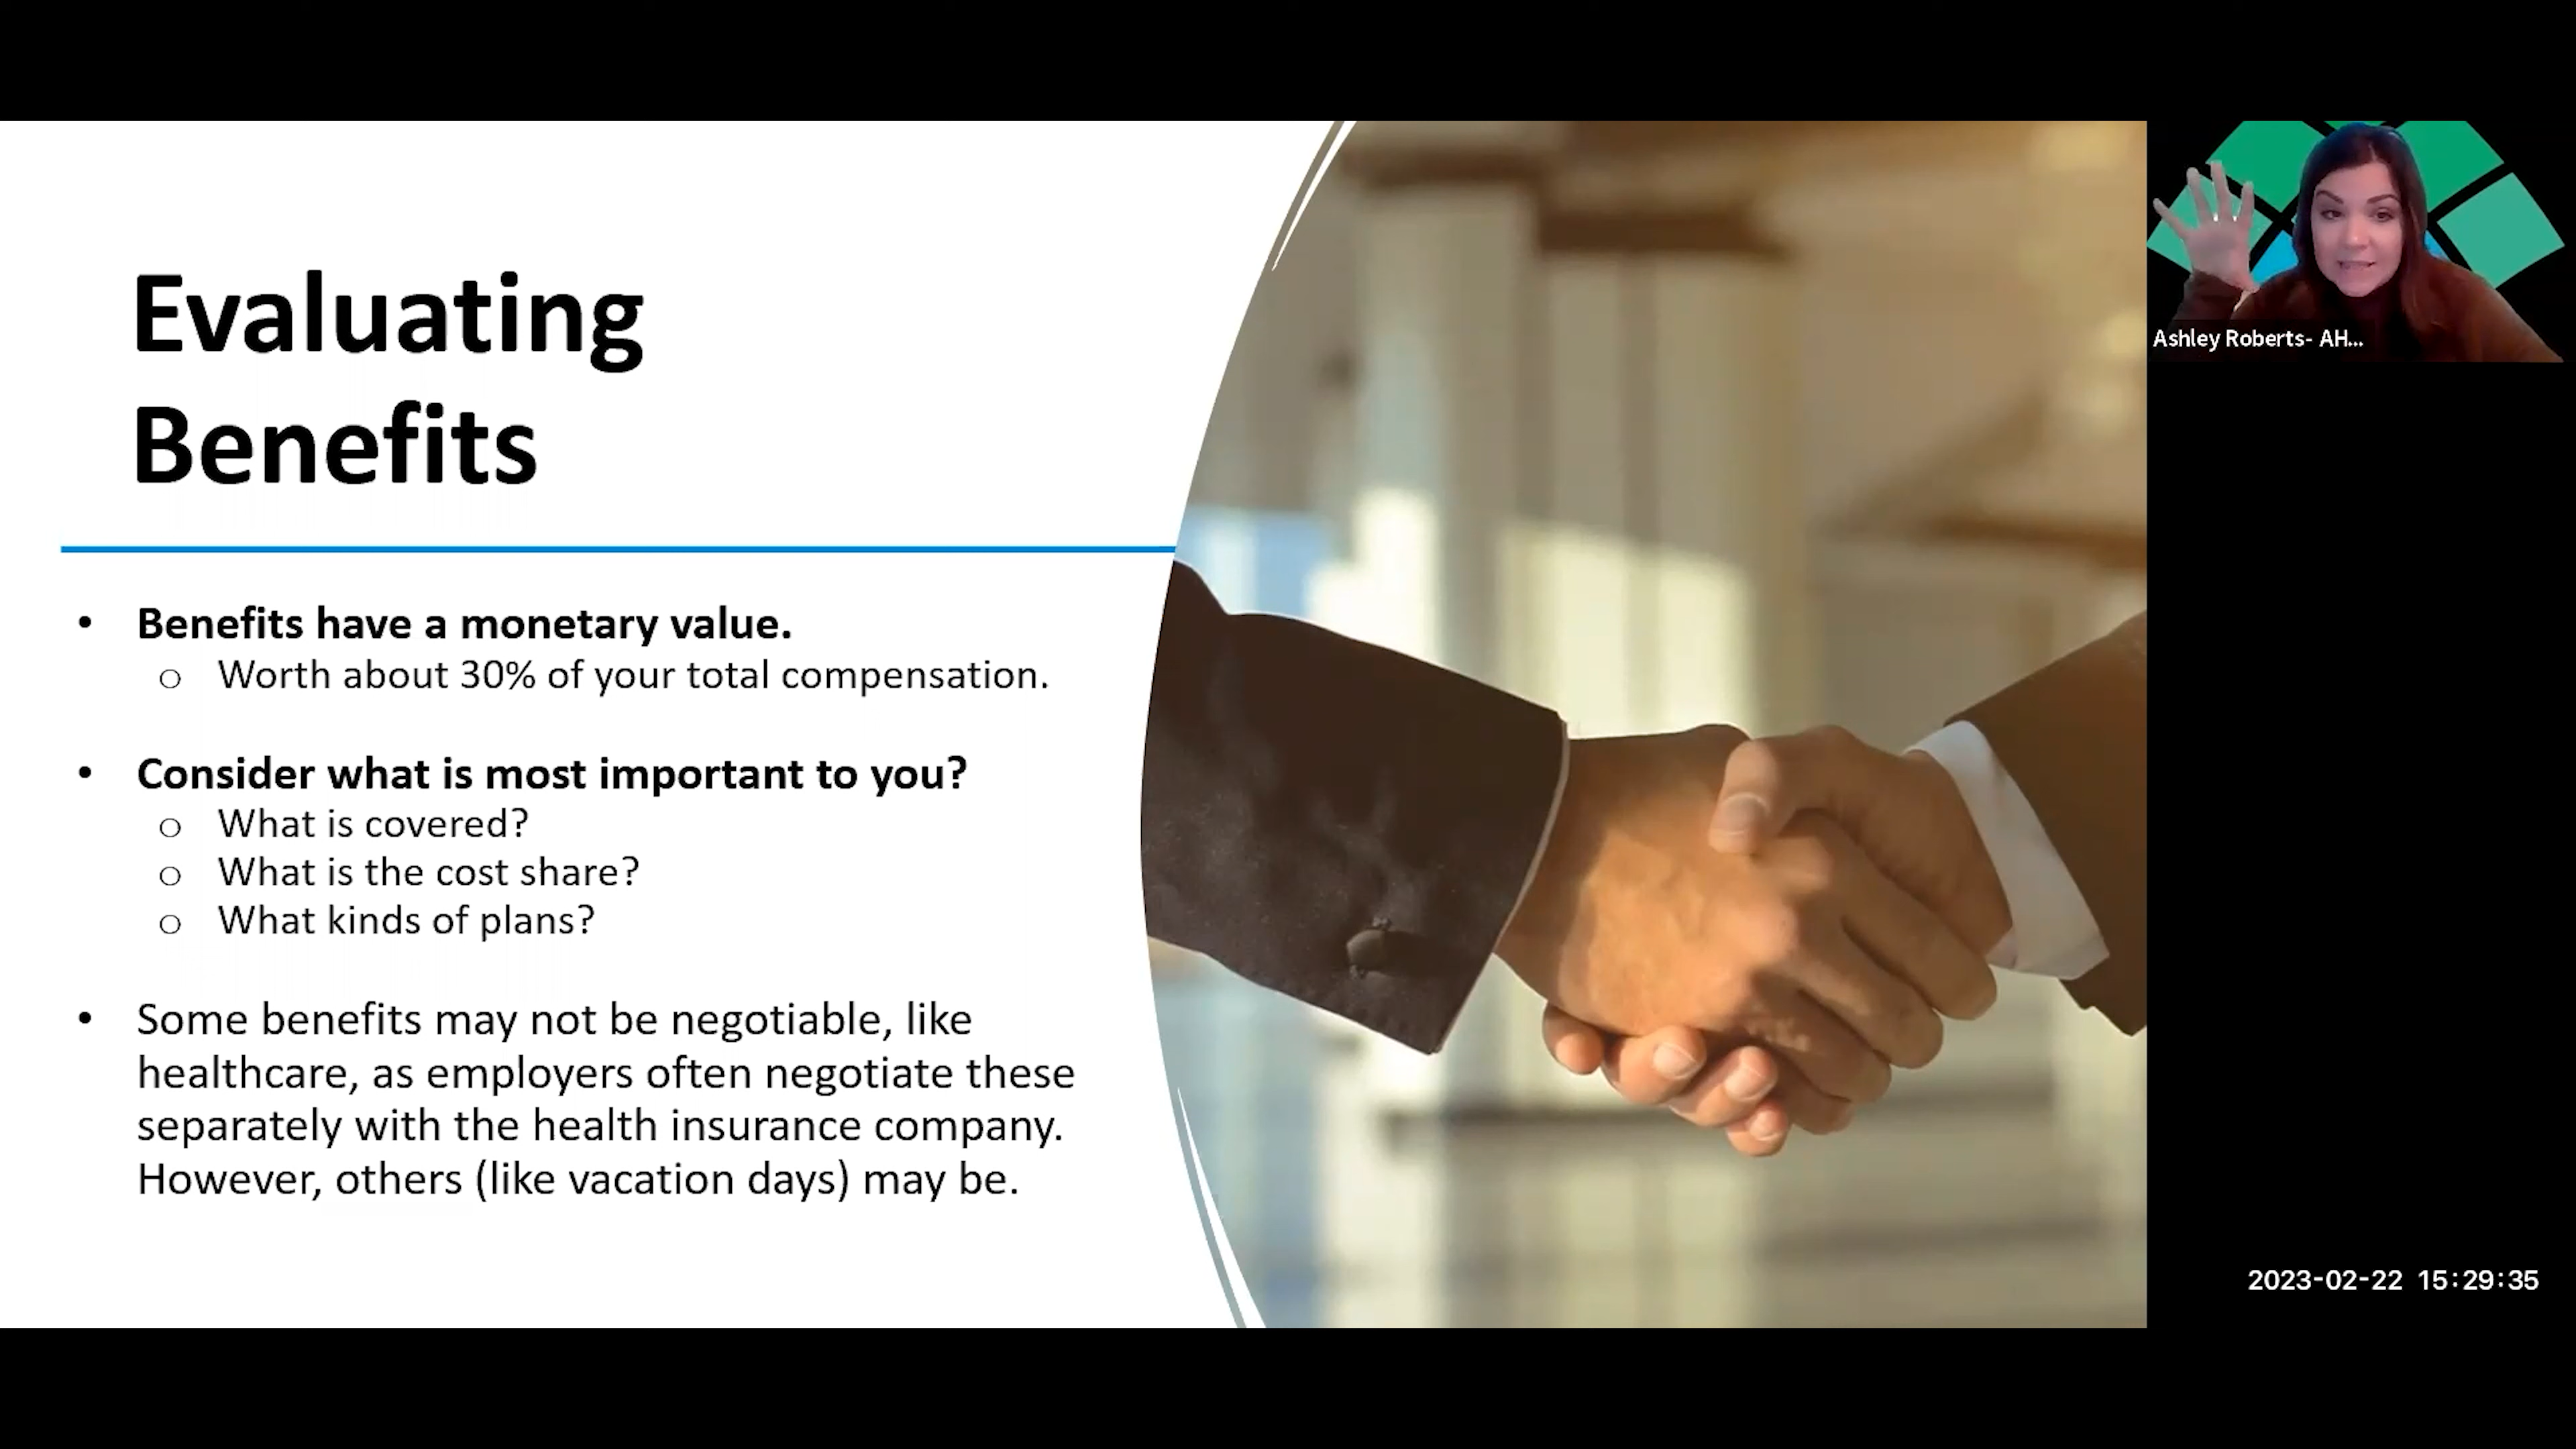 Evaluating
Benefits
• Benefits have a monetary value.
o Worth about 30% of your total compensation.
• Consider what is most important to you?
o What is covered?
o What is the cost share?
o What kinds of plans?
• Some benefits may not be negotiable, like
healthcare, as employers often negotiate these
separately with the health insurance company.
However, others (like vacation days) may be.
Ashley Roberts- AH...
2023-02-22 15:29:35